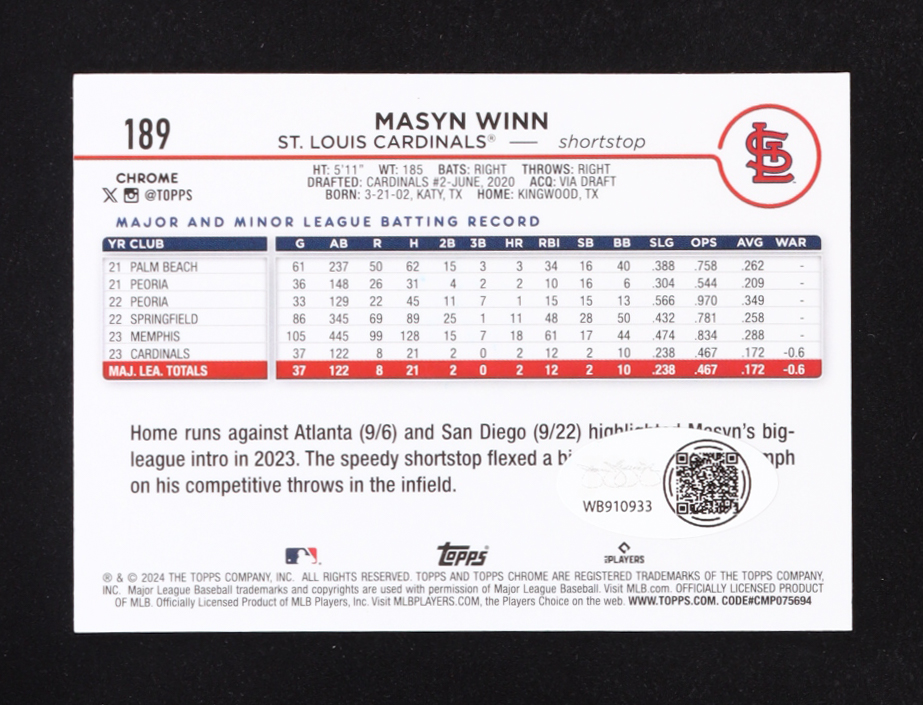 189
MASYN WINN
ST. LOUIS CARDINALS® — shortstop
CHROME
@TOPPS
HT: 5'11" WT: 185 BATS: RIGHT THROWS: RIGHT
DRAFTED: CARDINALS #2-JUNE, 2020 ACQ: VIA DRAFT
BORN: 3-21-02, KATY, TX HOME: KINGWOOD, TX
MAJOR AND MINOR LEAGUE BATTING RECORD
YR CLUB G AB R H 2B 3B HR RBI SB BB SLG OPS AVG WAR
21 PALM BEACH 61 237 50 62 15 3 3 34 16 40 .388 .758 .262 -
21 PEORIA 36 148 26 31 4 2 2 10 16 6 .304 .544 .209 -
22 PEORIA 33 129 22 45 11 7 1 15 15 13 .566 .970 .349 -
22 SPRINGFIELD 86 345 69 89 25 1 11 48 28 50 .432 .781 .258 -
23 MEMPHIS 105 445 99 128 15 7 18 61 17 44 .474 .834 .288 -
23 CARDINALS 37 122 8 21 2 0 2 12 2 10 .238 .467 .172 -0.6
MAJ. LEA. TOTALS 37 122 8 21 2 0 2 12 2 10 .238 .467 .172 -0.6
Home runs against Atlanta (9/6) and San Diego (9/22) highlighted Masyn's big-
league intro in 2023. The speedy shortstop flexed a bi mph
on his competitive throws in the infield.
WB910933
topps
PLAYERS
® & © 2024 THE TOPPS COMPANY, INC. ALL RIGHTS RESERVED. TOPPS AND TOPPS CHROME ARE REGISTERED TRADEMARKS OF THE TOPPS COMPANY,
INC. Major League Baseball trademarks and copyrights are used with permission of Major League Baseball. Visit MLB.com. OFFICIALLY LICENSED PRODUCT
OF MLB. Officially Licensed Product of MLB Players, Inc. Visit MLBPLAYERS.COM, the Players Choice on the web. WWW.TOPPS.COM. CODE#CMP075694